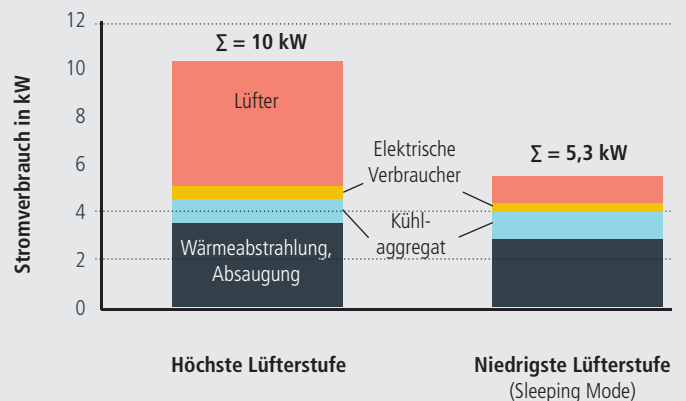 Stromverbrauch in kW
12
10
8
6
4
2
0
Σ = 10 kW
Lüfter
Wärmeabstrahlung,
Absaugung
Elektrische
Verbraucher
Kühl-
aggregat
Σ = 5,3 kW
Höchste Lüfterstufe
Niedrigste Lüfterstufe
(Sleeping Mode)